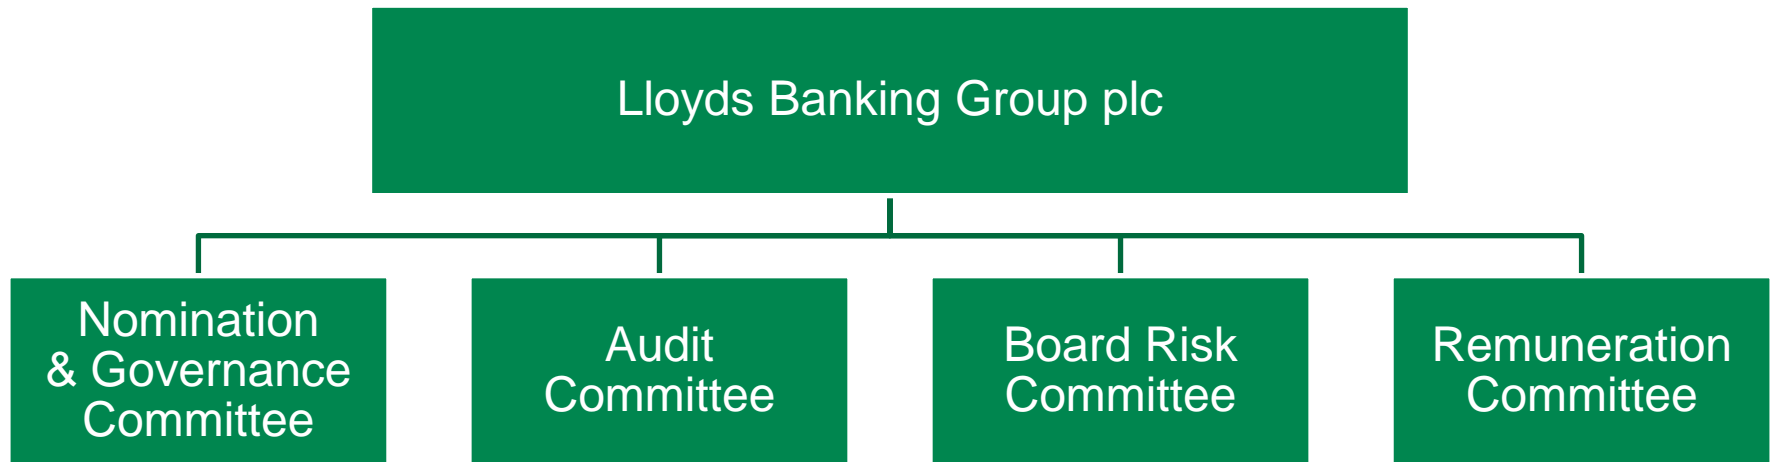 Lloyds Banking Group plc
Nomination
& Governance
Committee
Audit
Committee
Board Risk
Committee
Remuneration
Committee